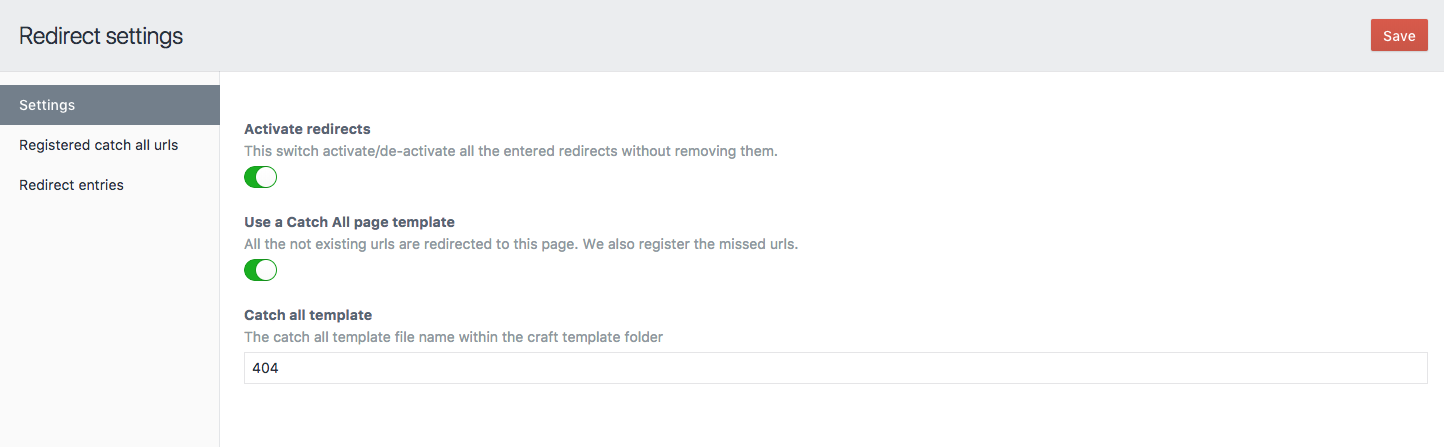 Redirect settings
Save
Settings
Registered catch all urls
Redirect entries
Activate redirects
This switch activate/de-activate all the entered redirects without removing them.
Use a Catch All page template
All the not existing urls are redirected to this page. We also register the missed urls.
Catch all template
The catch all template file name within the craft template folder
404